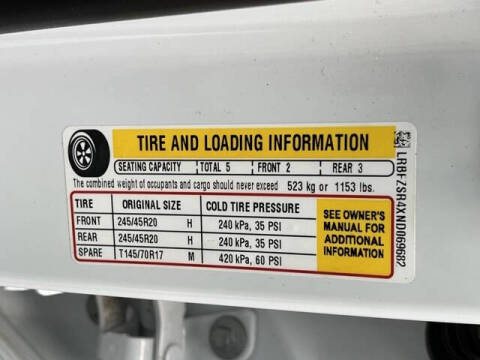 TIRE AND LOADING INFORMATION
SEATING CAPACITY TOTAL 5 FRONT 2 REAR 3
The combined weight of occupants and cargo should never exceed 523 kg or 1153 lbs.
TIRE ORIGINAL SIZE COLD TIRE PRESSURE
FRONT 245/45R20 H 240 kPa, 35 PSI
REAR 245/45R20 H 240 kPa, 35 PSI
SPARE T145/70R17 M 420 kPa, 60 PSI
SEE OWNER'S
MANUAL FOR
ADDITIONAL
INFORMATION
LRBFZSR4XND069682